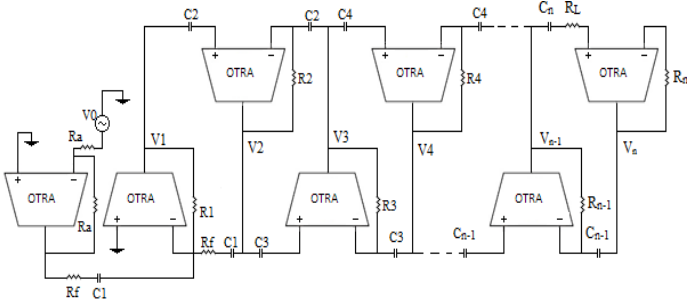 C2 C2 C4 C4 Cn RL
+ − + − + −
OTRA OTRA OTRA
R2 R4 Rn
V0
Ra V1 V2 V3 V4 Vn-1 Vn
OTRA OTRA OTRA OTRA
Ra R1 R3 Rn-1
+ − + − + −
Rf C1 C3 C3 Cn-1 Cn-1
Rf C1